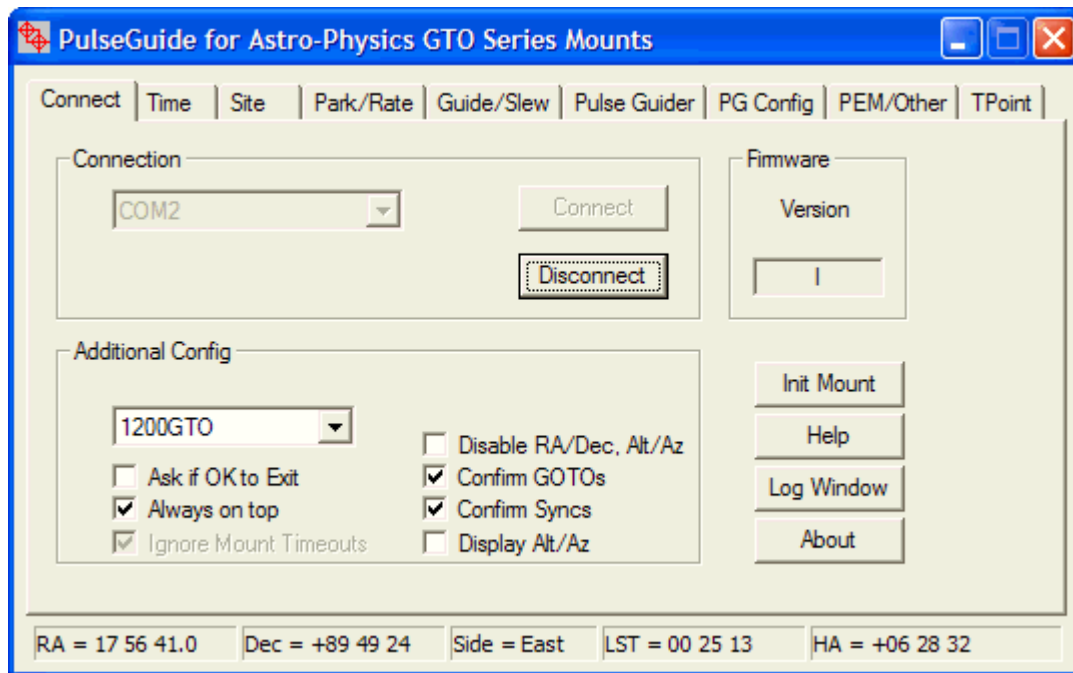 PulseGuide for Astro-Physics GTO Series Mounts
Connect Time Site Park/Rate Guide/Slew Pulse Guider PG Config PEM/Other TPoint
Connection
COM2
Connect
Disconnect
Firmware
Version
I
Additional Config
1200GTO
Ask if OK to Exit
Always on top
Ignore Mount Timeouts
Disable RA/Dec, Alt/Az
Confirm GOTOs
Confirm Syncs
Display Alt/Az
Init Mount
Help
Log Window
About
RA = 17 56 41.0 Dec = +89 49 24 Side = East LST = 00 25 13 HA = +06 28 32